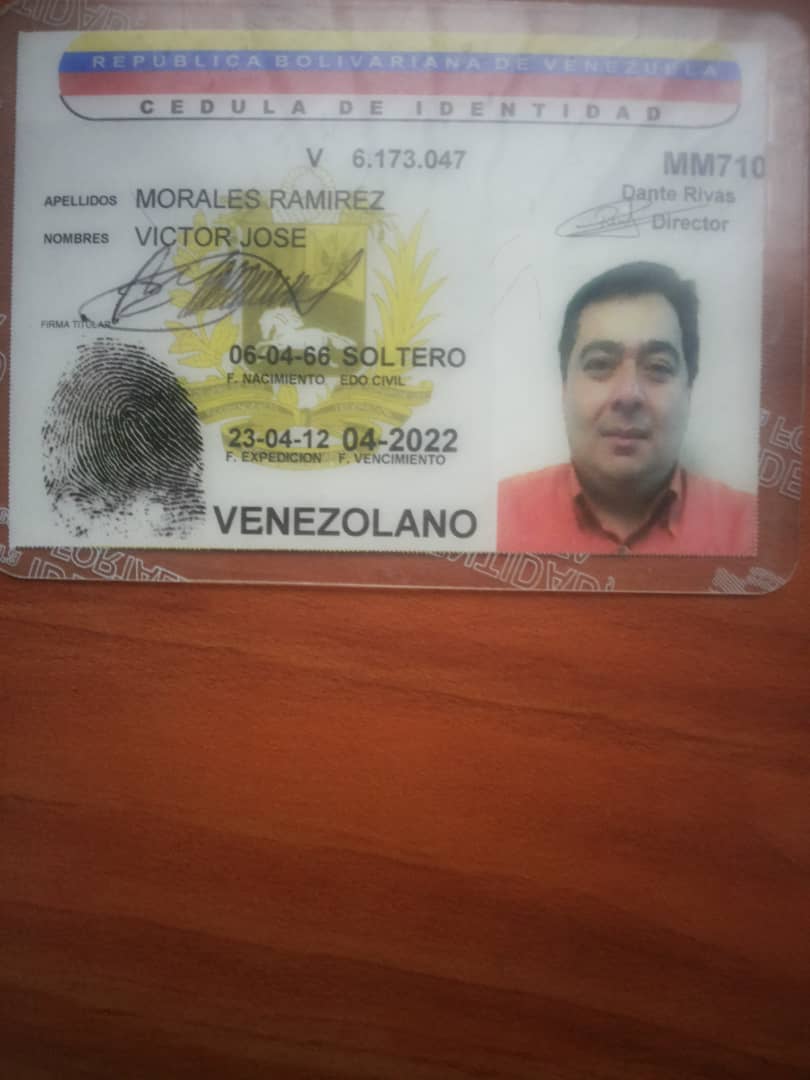 REPUBLICA BOLIVARIANA DE VENEZUELA
CEDULA DE IDENTIDAD
V 6.173.047
MM710
APELLIDOS MORALES RAMIREZ
Dante Rivas
Director
NOMBRES VICTOR JOSE
FIRMA TITULAR
06-04-66 SOLTERO
F. NACIMIENTO EDO CIVIL
23-04-12 04-2022
F. EXPEDICION F. VENCIMIENTO
VENEZOLANO